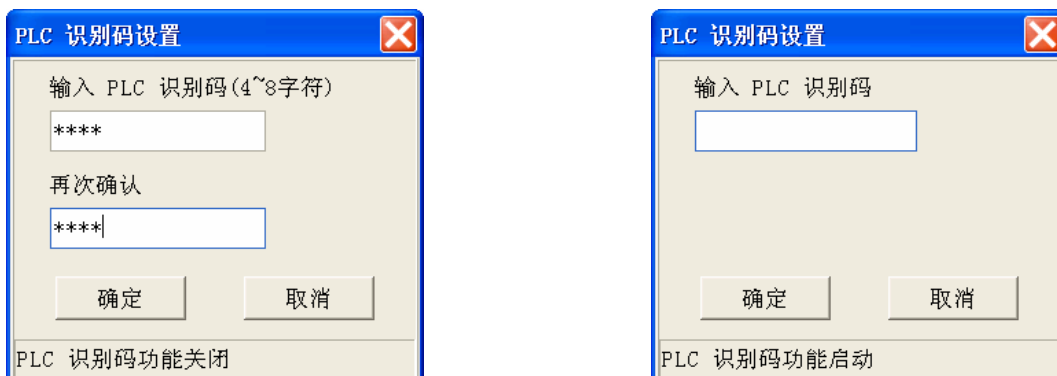 PLC 识别码设置
输入 PLC 识别码(4~8字符)
****
再次确认
****
确定 取消
PLC 识别码功能关闭
PLC 识别码设置
输入 PLC 识别码
确定 取消
PLC 识别码功能启动